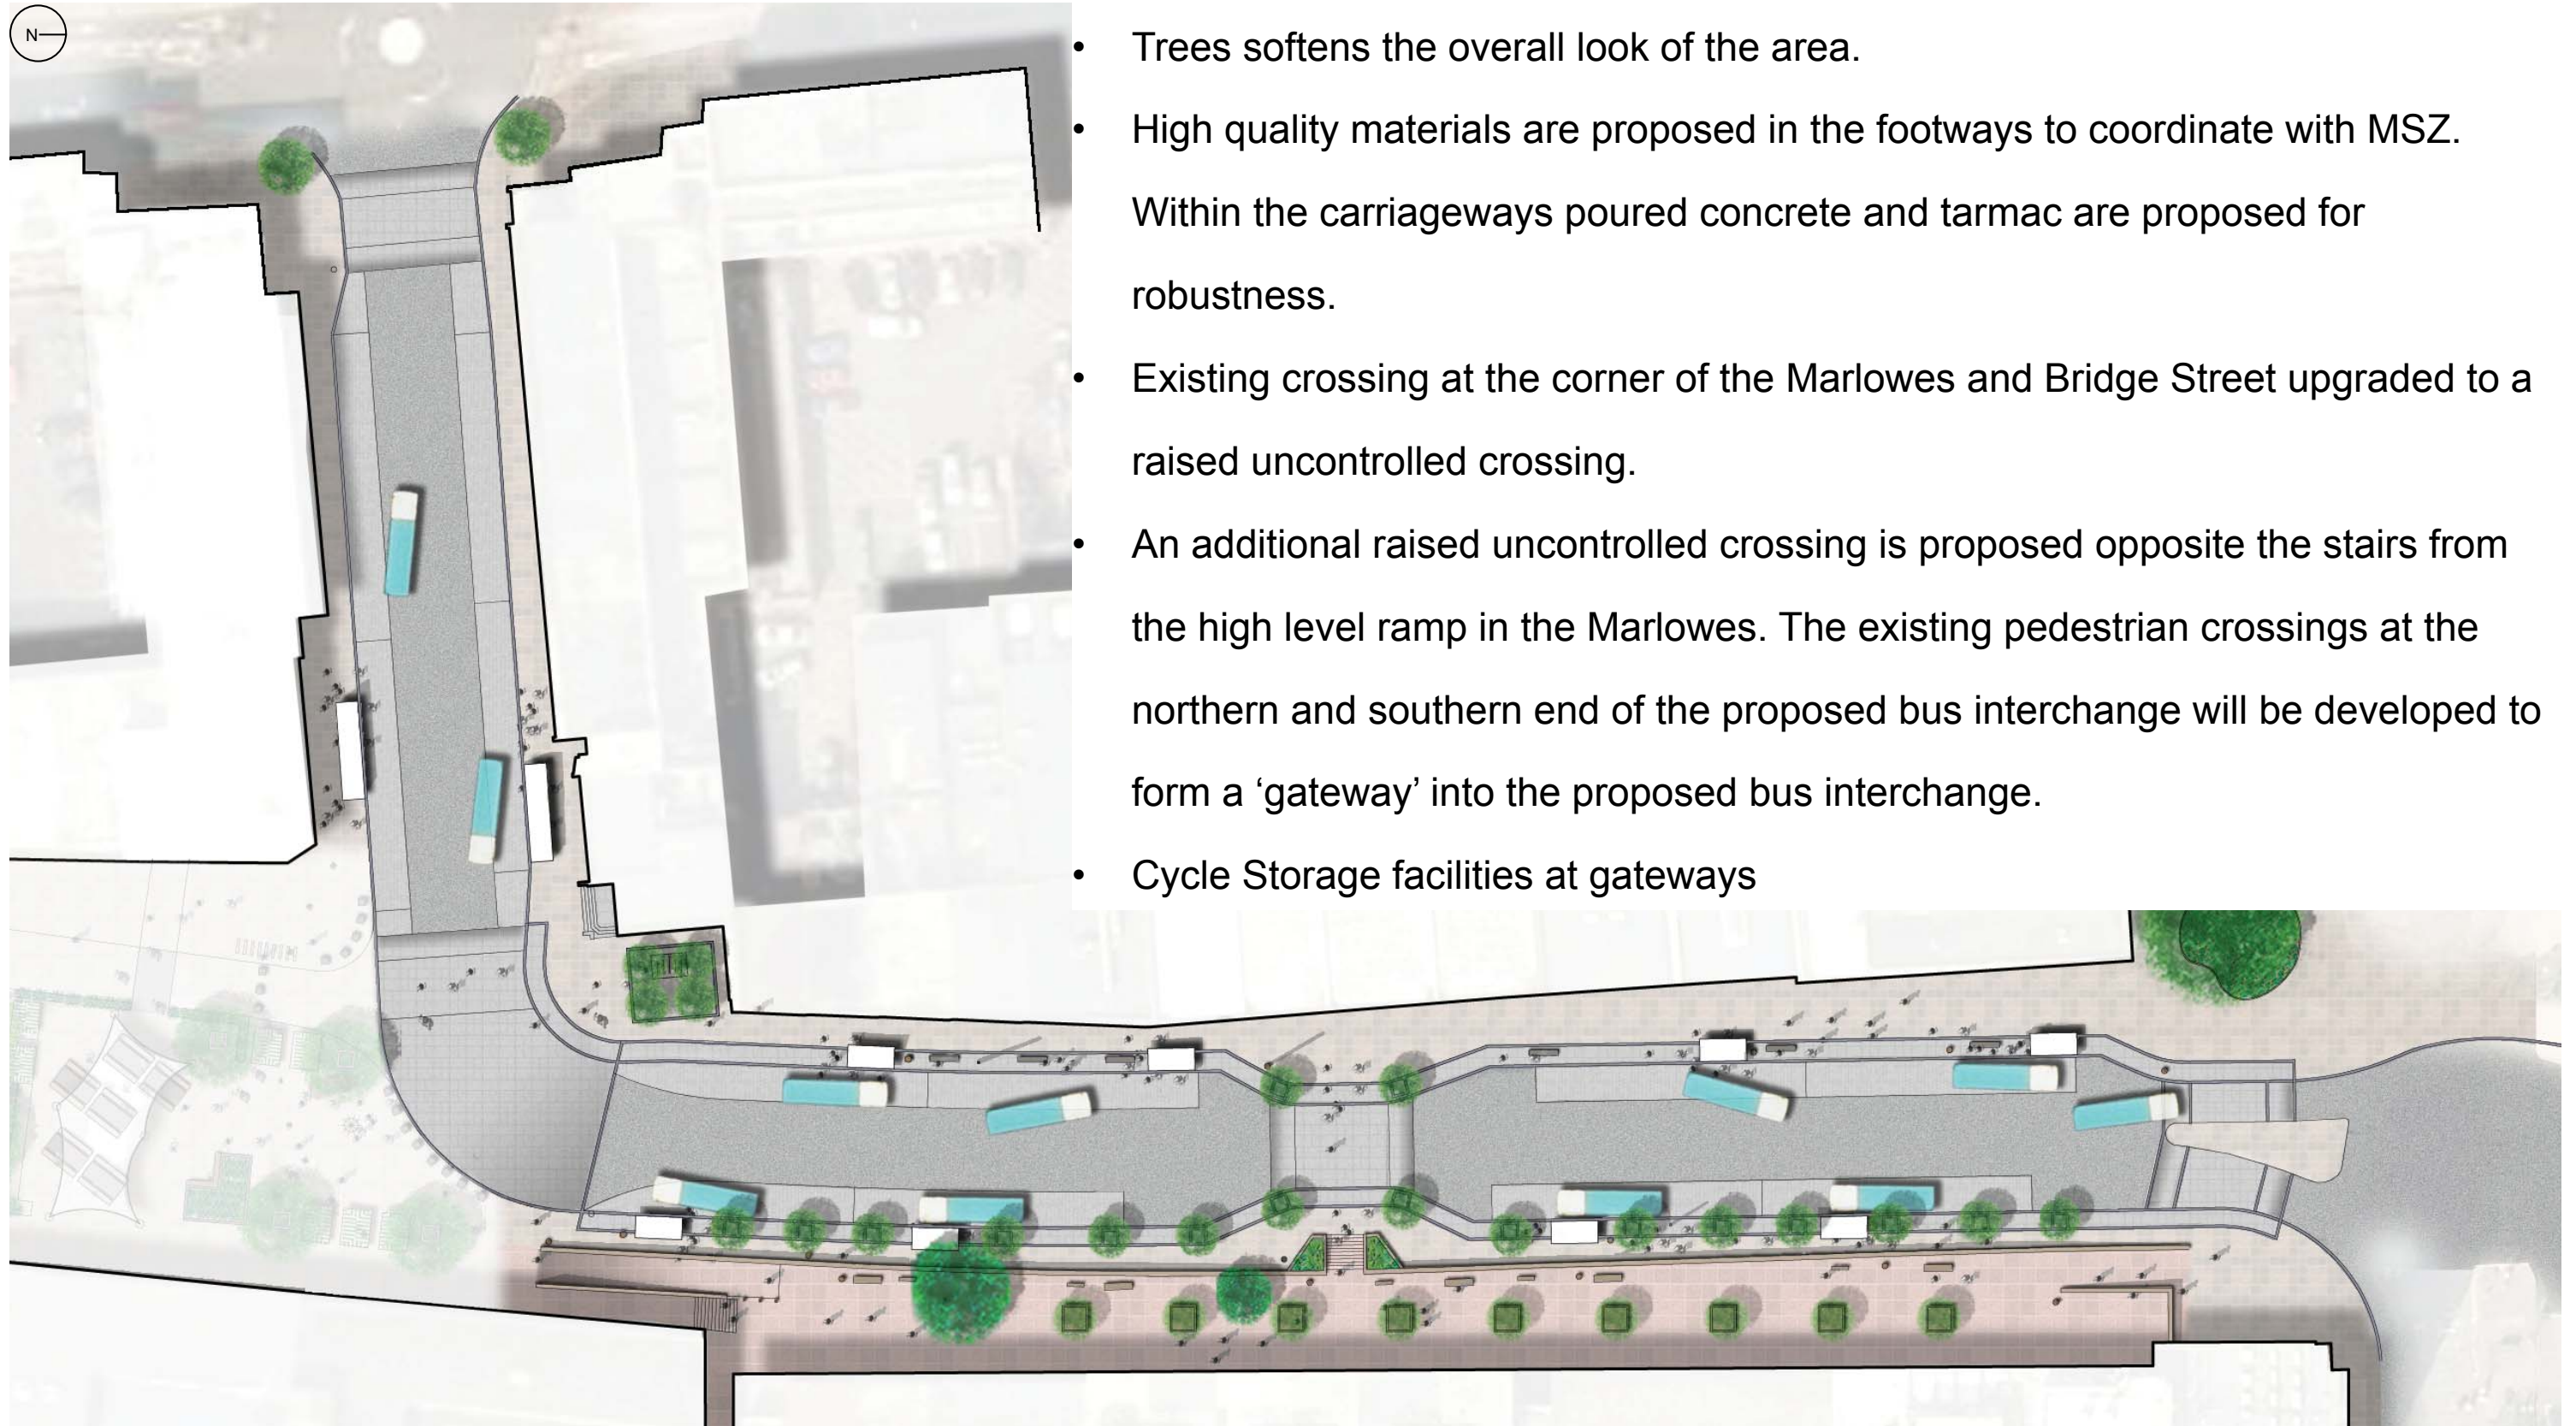 N
• Trees softens the overall look of the area.
• High quality materials are proposed in the footways to coordinate with MSZ.
Within the carriageways poured concrete and tarmac are proposed for
robustness.
• Existing crossing at the corner of the Marlowes and Bridge Street upgraded to a
raised uncontrolled crossing.
• An additional raised uncontrolled crossing is proposed opposite the stairs from
the high level ramp in the Marlowes. The existing pedestrian crossings at the
northern and southern end of the proposed bus interchange will be developed to
form a ‘gateway’ into the proposed bus interchange.
• Cycle Storage facilities at gateways